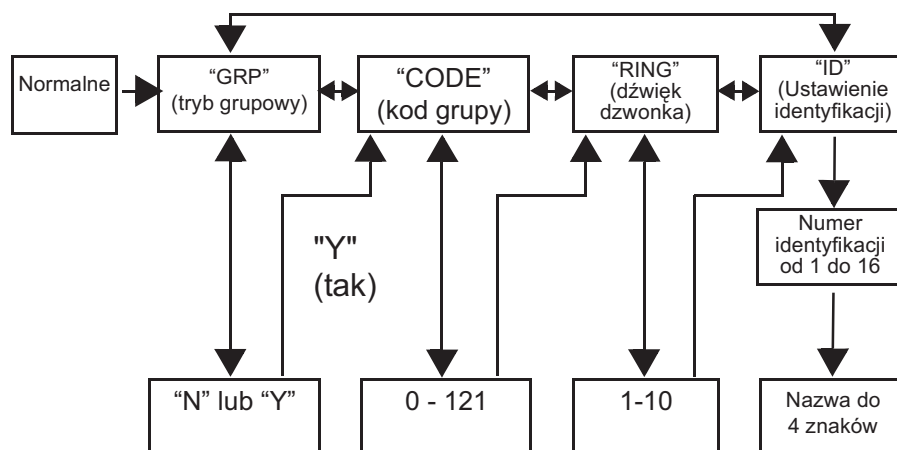 Normalne
“GRP”
(tryb grupowy)
“CODE”
(kod grupy)
“RING”
(dźwięk
dzwonka)
“ID”
(Ustawienie
identyfikacji)
"Y"
(tak)
Numer
identyfikacji
od 1 do 16
“N” lub “Y”
0 - 121
1-10
Nazwa do
4 znaków